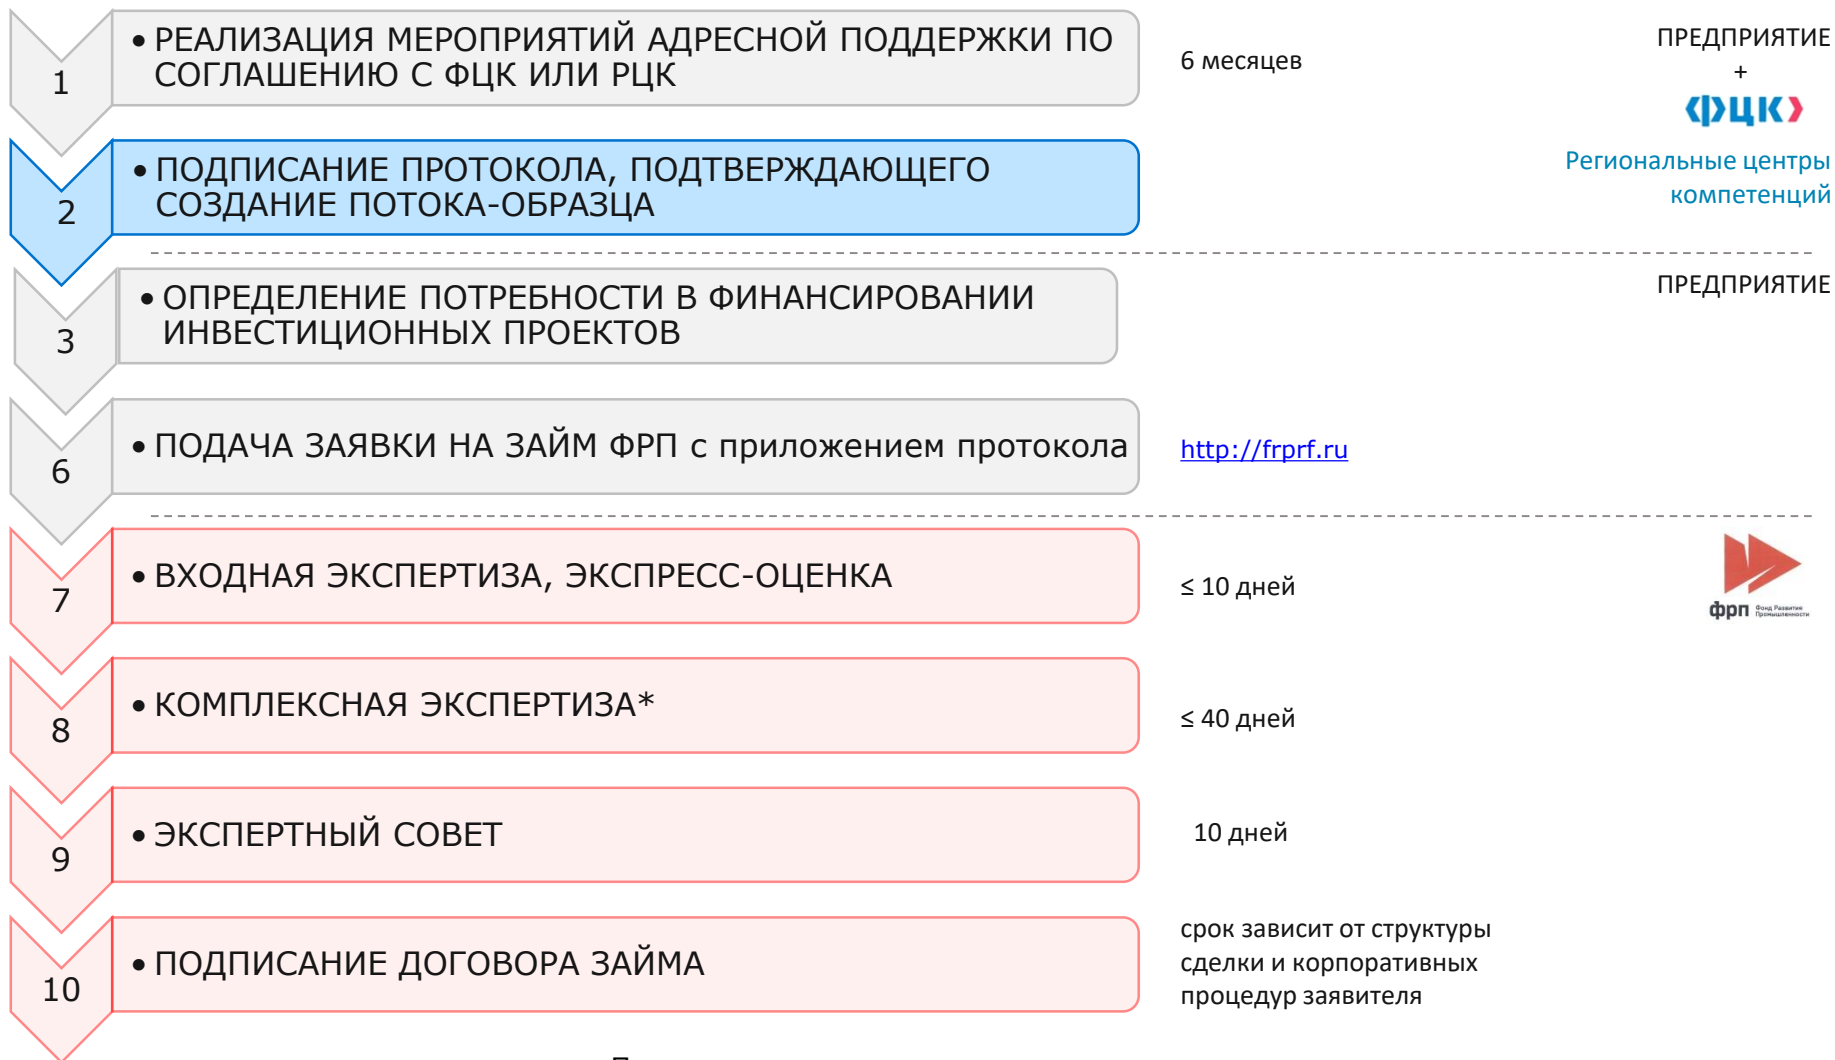 1
• РЕАЛИЗАЦИЯ МЕРОПРИЯТИЙ АДРЕСНОЙ ПОДДЕРЖКИ ПО
СОГЛАШЕНИЮ С ФЦК ИЛИ РЦК
6 месяцев
ПРЕДПРИЯТИЕ
+
ФЦК
Региональные центры
компетенций
2
• ПОДПИСАНИЕ ПРОТОКОЛА, ПОДТВЕРЖДАЮЩЕГО
СОЗДАНИЕ ПОТОКА-ОБРАЗЦА
3
• ОПРЕДЕЛЕНИЕ ПОТРЕБНОСТИ В ФИНАНСИРОВАНИИ
ИНВЕСТИЦИОННЫХ ПРОЕКТОВ
ПРЕДПРИЯТИЕ
6
• ПОДАЧА ЗАЯВКИ НА ЗАЙМ ФРП с приложением протокола
http://frprf.ru
7
• ВХОДНАЯ ЭКСПЕРТИЗА, ЭКСПРЕСС-ОЦЕНКА
≤ 10 дней
фрп Фонд Развития
Промышленности
8
• КОМПЛЕКСНАЯ ЭКСПЕРТИЗА*
≤ 40 дней
9
• ЭКСПЕРТНЫЙ СОВЕТ
10 дней
10
• ПОДПИСАНИЕ ДОГОВОРА ЗАЙМА
срок зависит от структуры
сделки и корпоративных
процедур заявителя